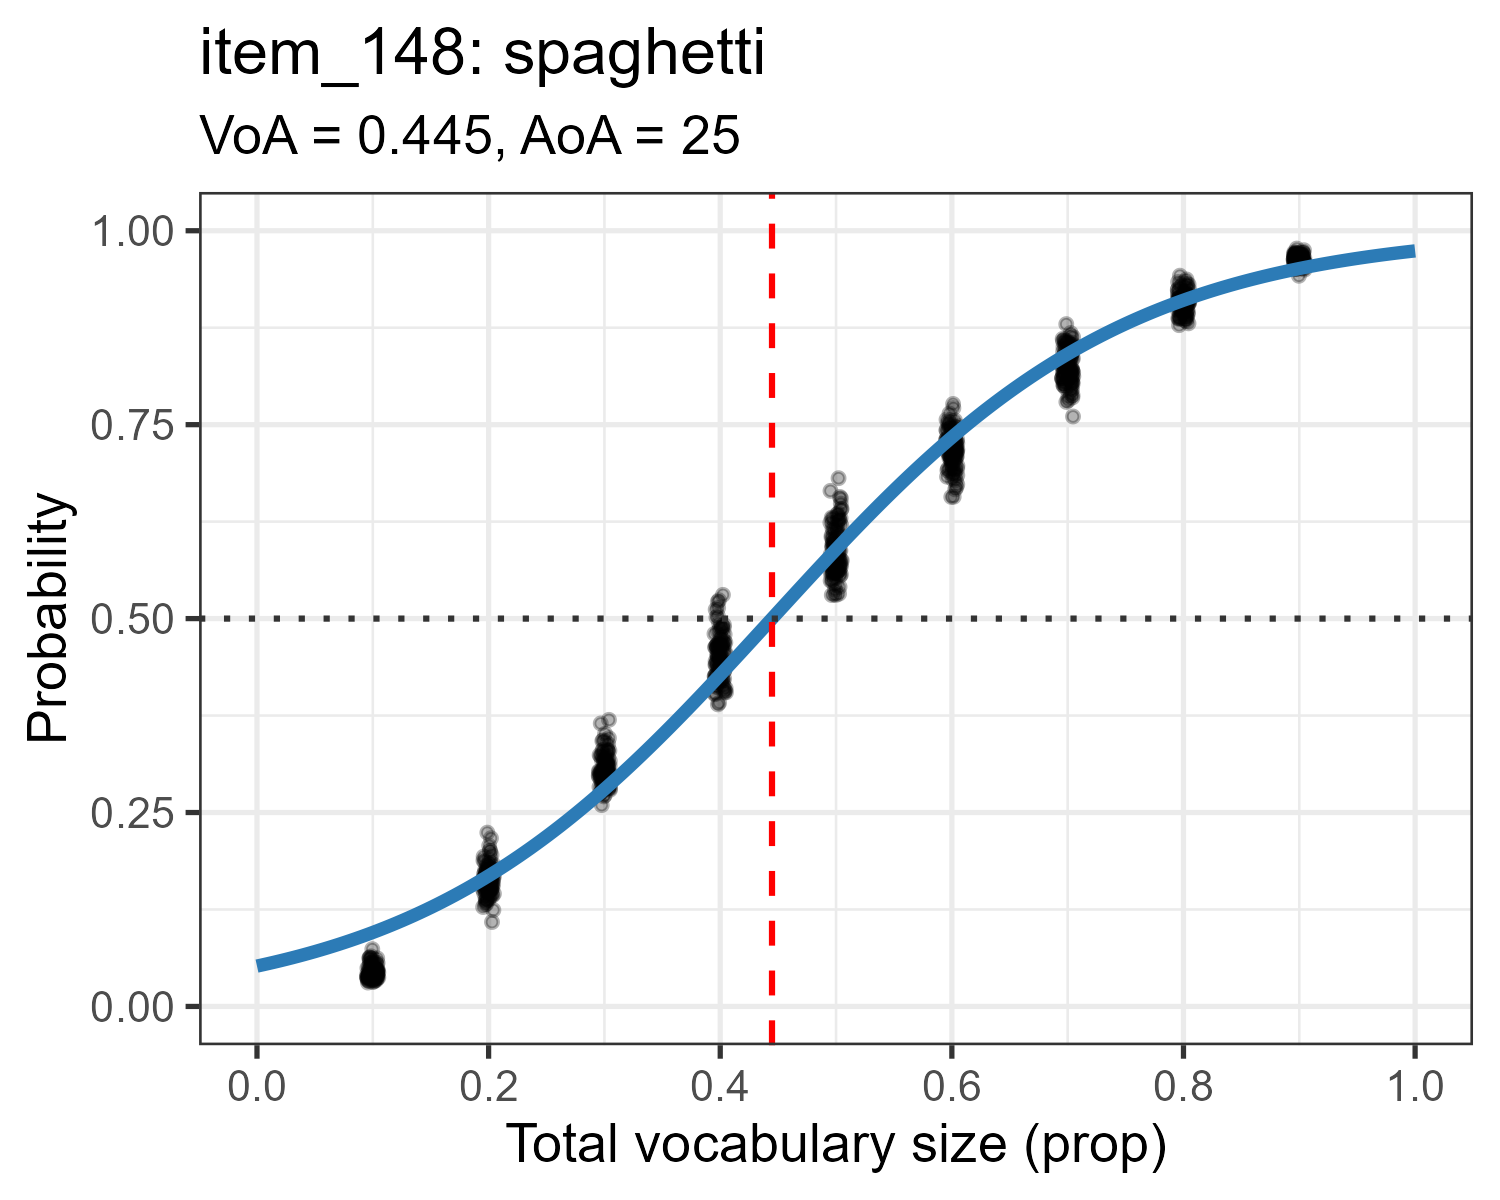 item_148: spaghetti
VoA = 0.445, AoA = 25
Probability
1.00
0.75
0.50
0.25
0.00
0.0 0.2 0.4 0.6 0.8 1.0
Total vocabulary size (prop)